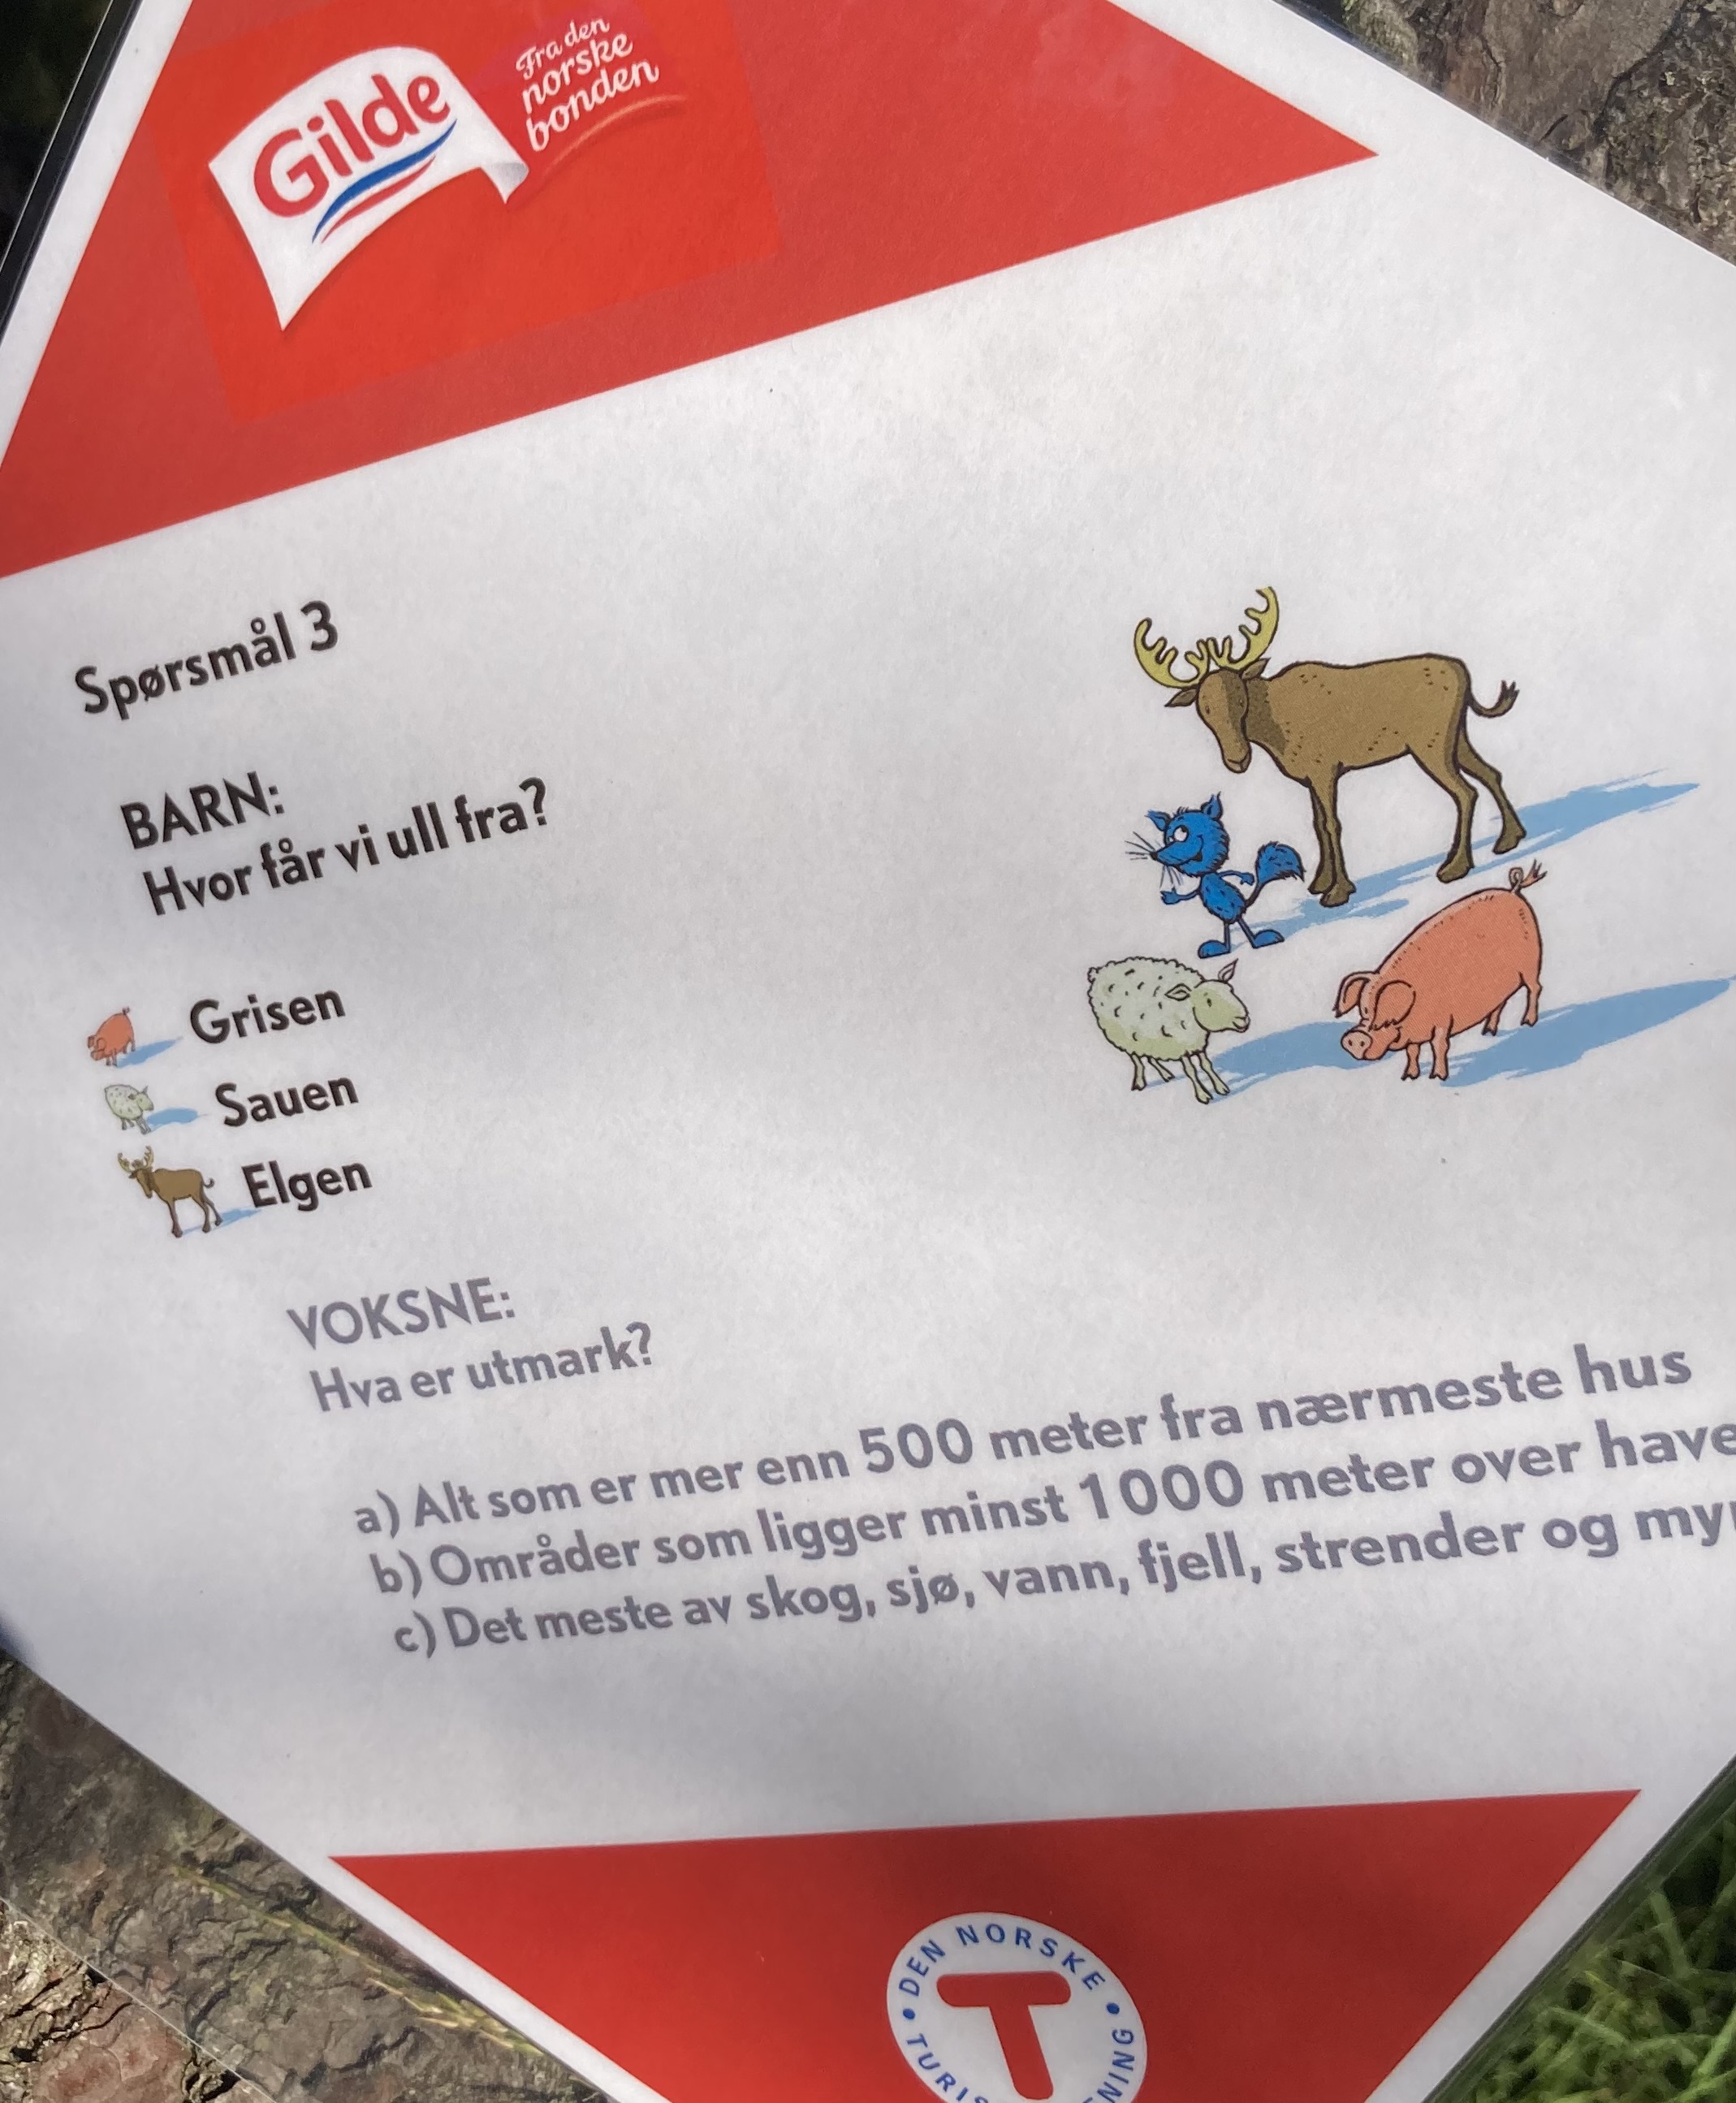 Gilde
Fra den
norske
bonden
Spørsmål 3
BARN:
Hvor får vi ull fra?
Grisen
Sauen
Elgen
VOKSNE:
Hva er utmark?
a) Alt som er mer enn 500 meter fra nærmeste hus
b) Områder som ligger minst 1000 meter over have
c) Det meste av skog, sjø, vann, fjell, strender og my
• DEN NORSKE •
T